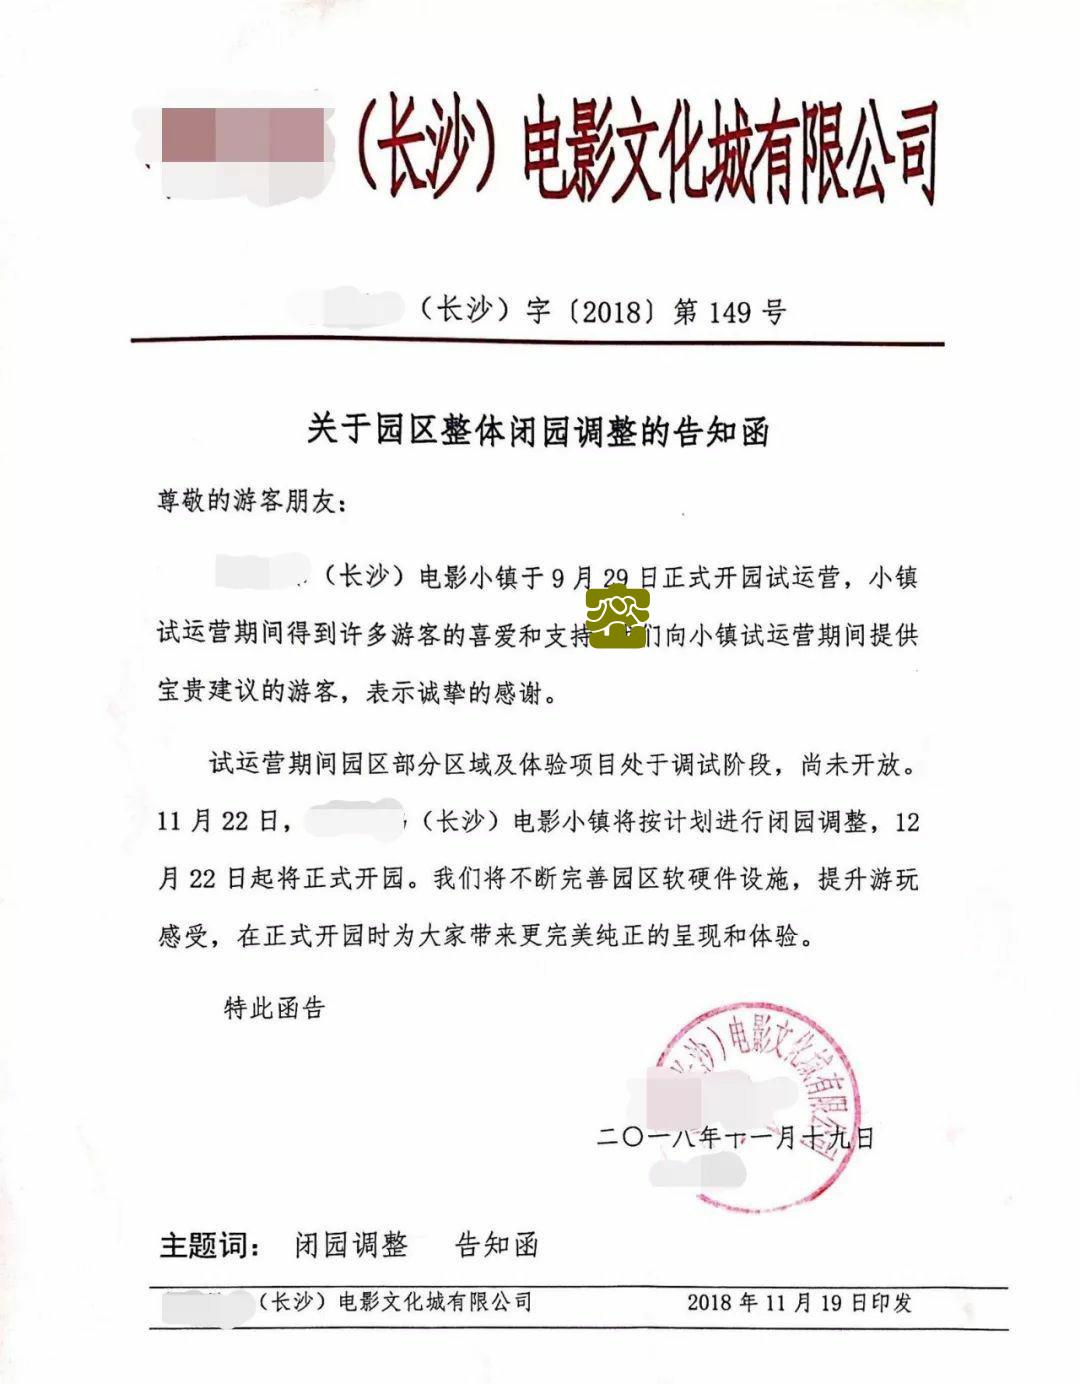 （长沙）电影文化城有限公司
（长沙）字〔2018〕第 149 号
关于园区整体闭园调整的告知函
尊敬的游客朋友：
（长沙）电影小镇于 9 月 29 日正式开园试运营，小镇
试运营期间得到许多游客的喜爱和支持 们向小镇试运营期间提供
宝贵建议的游客，表示诚挚的感谢。
试运营期间园区部分区域及体验项目处于调试阶段，尚未开放。
11 月 22 日， （长沙）电影小镇将按计划进行闭园调整，12
月 22 日起将正式开园。我们将不断完善园区软硬件设施，提升游玩
感受，在正式开园时为大家带来更完美纯正的呈现和体验。
特此函告
沙）电影文化城有限公司
二〇一八年十一月十九日
主题词： 闭园调整 告知函
（长沙）电影文化城有限公司 2018 年 11 月 19 日印发